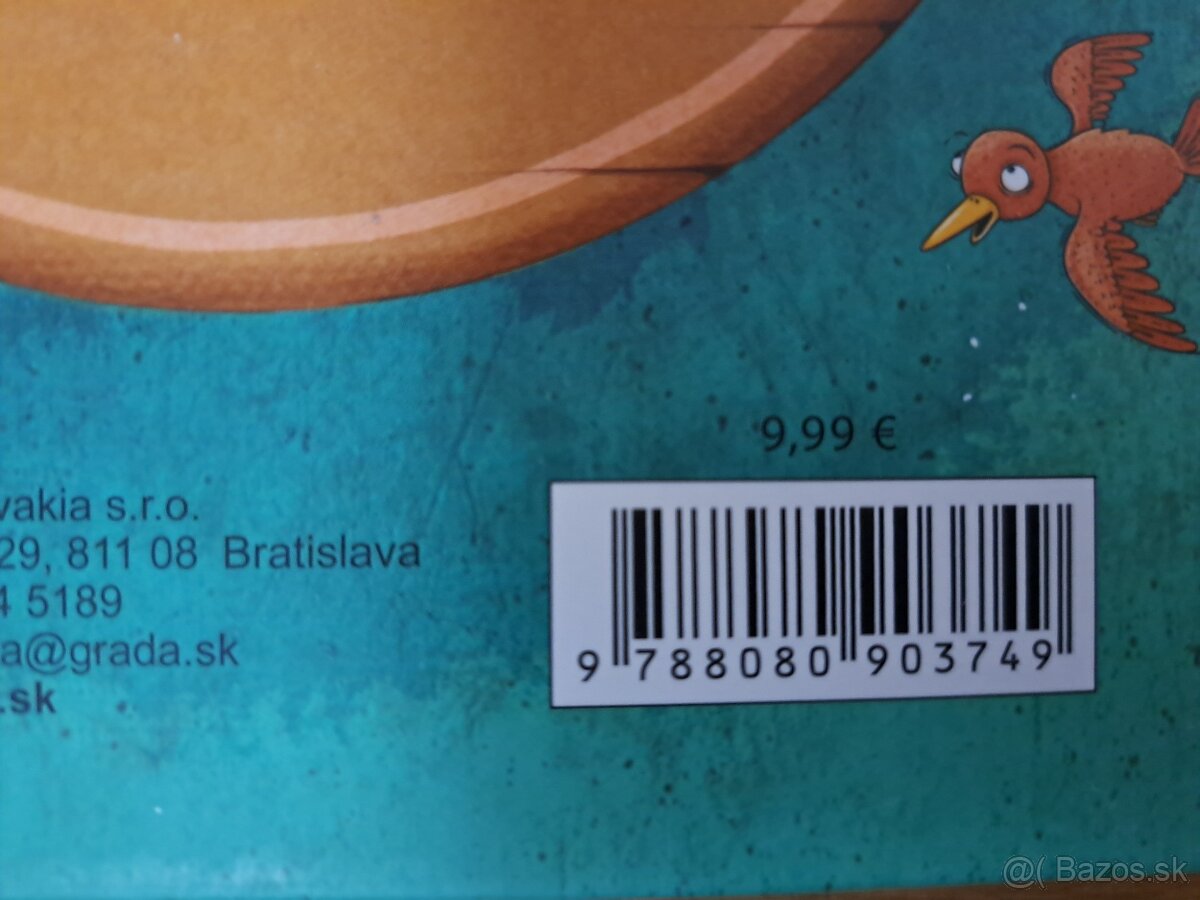 9,99 €
vakia s.r.o.
29, 811 08 Bratislava
4 5189
a@grada.sk
.sk
9 788080 903749
@( Bazos.sk